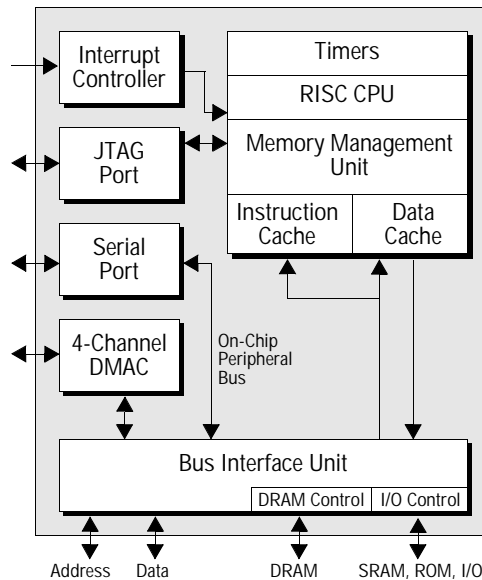 Interrupt
Controller
Timers
RISC CPU
Memory Management
Unit
Instruction
Cache
Data
Cache
JTAG
Port
Serial
Port
4-Channel
DMAC
On-Chip
Peripheral
Bus
Bus Interface Unit
DRAM Control
I/O Control
Address
Data
DRAM
SRAM, ROM, I/O